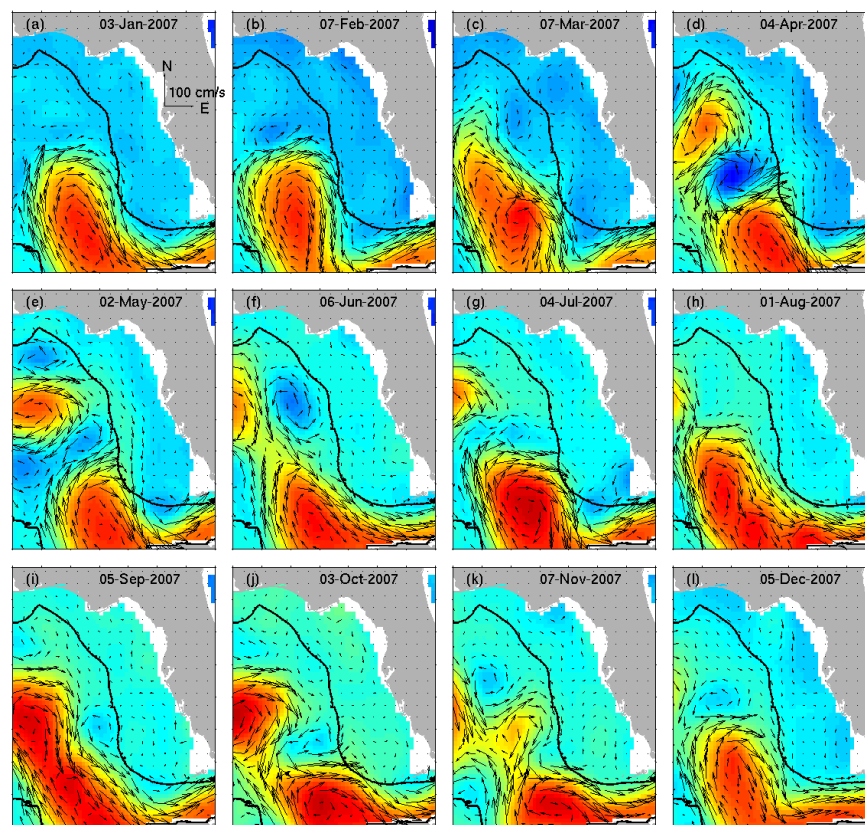 (a) 03-Jan-2007
N
100 cm/s
E
(b) 07-Feb-2007
(c) 07-Mar-2007
(d) 04-Apr-2007
(e) 02-May-2007
(f) 06-Jun-2007
(g) 04-Jul-2007
(h) 01-Aug-2007
(i) 05-Sep-2007
(j) 03-Oct-2007
(k) 07-Nov-2007
(l) 05-Dec-2007